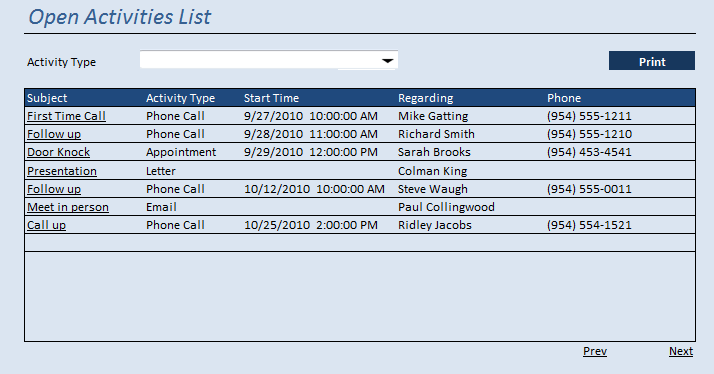 Open Activities List
Activity Type
Print
Subject Activity Type Start Time Regarding Phone
First Time Call Phone Call 9/27/2010 10:00:00 AM Mike Gatting (954) 555-1211
Follow up Phone Call 9/28/2010 11:00:00 AM Richard Smith (954) 555-1210
Door Knock Appointment 9/29/2010 12:00:00 PM Sarah Brooks (954) 453-4541
Presentation Letter Colman King
Follow up Phone Call 10/12/2010 10:00:00 AM Steve Waugh (954) 555-0011
Meet in person Email Paul Collingwood
Call up Phone Call 10/25/2010 2:00:00 PM Ridley Jacobs (954) 554-1521
Prev Next